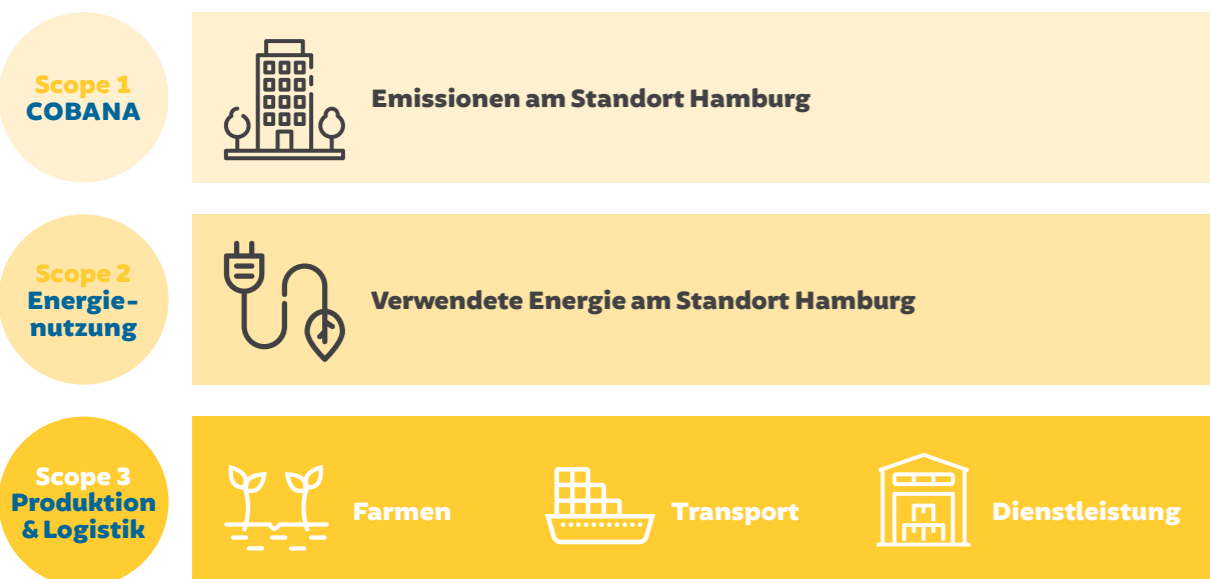 Scope 1
COBANA
Emissionen am Standort Hamburg
Scope 2
Energie-
nutzung
Verwendete Energie am Standort Hamburg
Scope 3
Produktion
& Logistik
Farmen
Transport
Dienstleistung